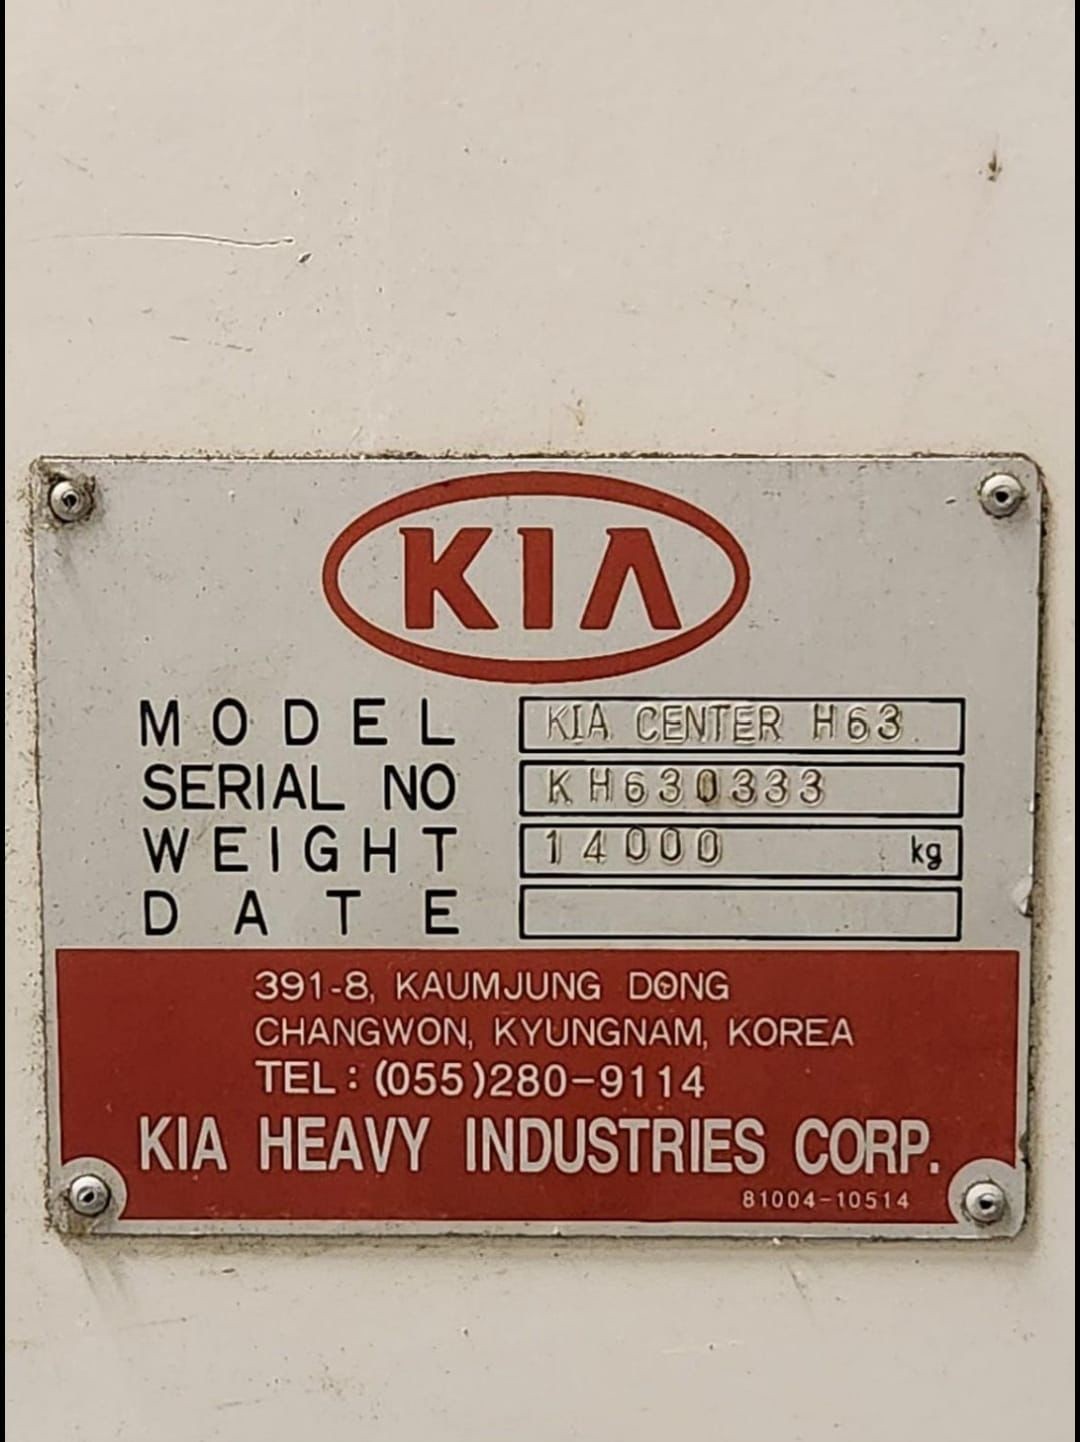 KIA
MODEL KIA CENTER H63
SERIAL NO KH630333
WEIGHT 14000 kg
DATE
391-8, KAUMJUNG DONG
CHANGWON, KYUNGNAM, KOREA
TEL : (055)280-9114
KIA HEAVY INDUSTRIES CORP.
81004-10514